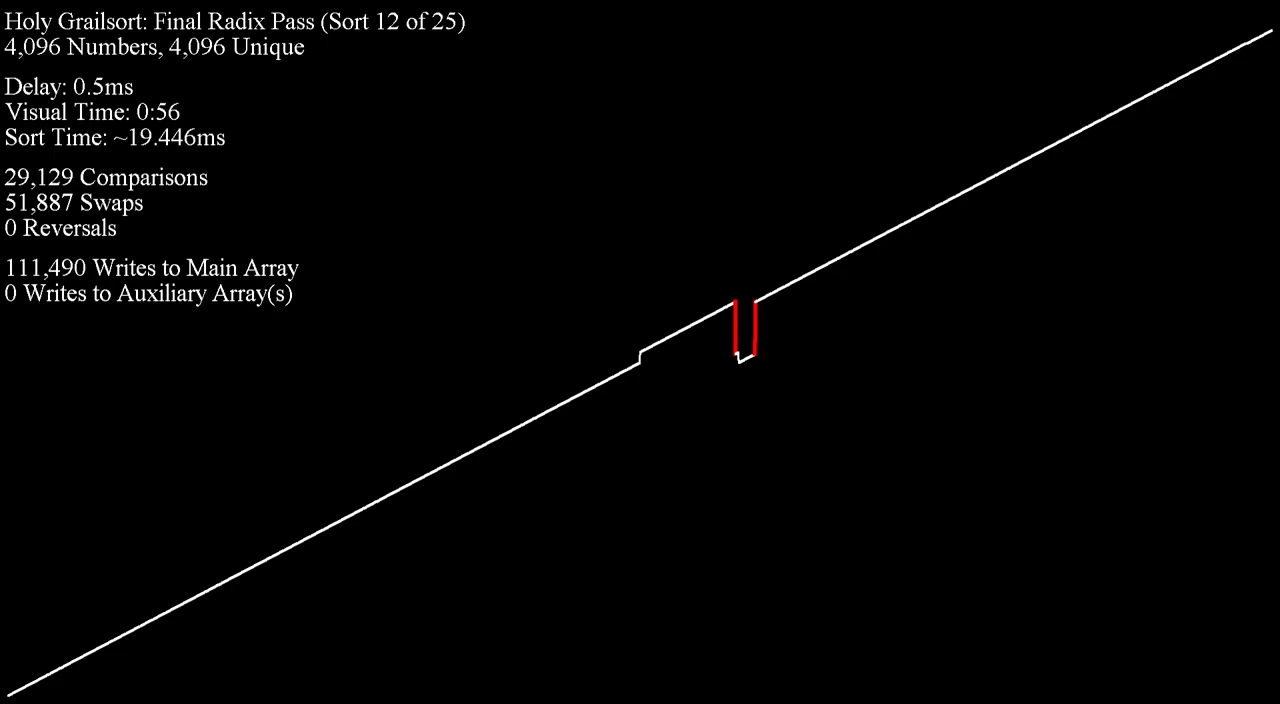 Holy Grailsort: Final Radix Pass (Sort 12 of 25)
4,096 Numbers, 4,096 Unique
Delay: 0.5ms
Visual Time: 0:56
Sort Time: ~19.446ms
29,129 Comparisons
51,887 Swaps
0 Reversals
111,490 Writes to Main Array
0 Writes to Auxiliary Array(s)